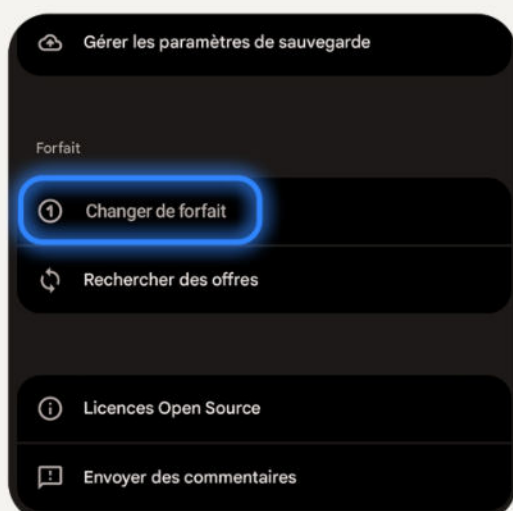 Gérer les paramètres de sauvegarde
Forfait
Changer de forfait
Rechercher des offres
Licences Open Source
Envoyer des commentaires